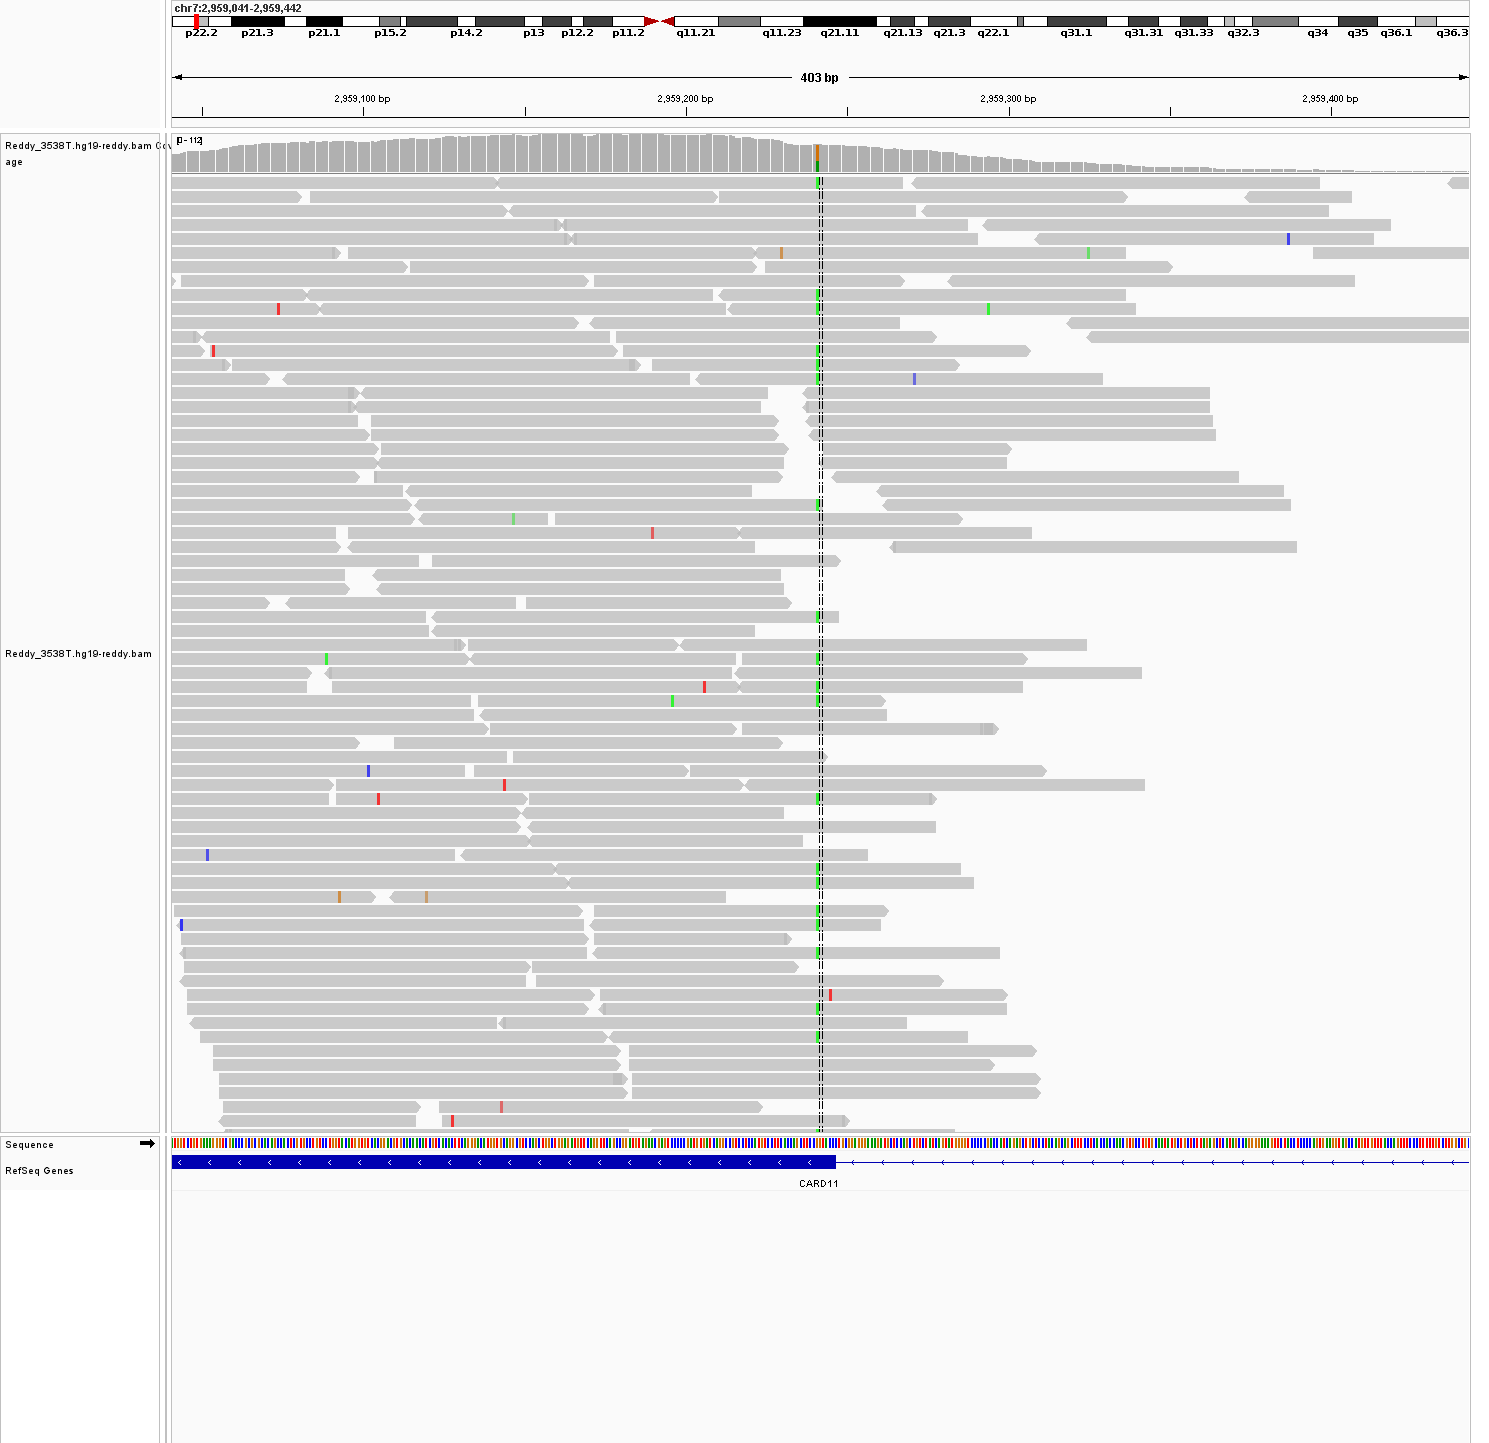 chr7:2,959,041-2,959,442
p22.2 p21.3 p21.1 p15.2 p14.2 p13 p12.2 p11.2 q11.21 q11.23 q21.11 q21.13 q21.3 q22.1 q31.1 q31.31 q31.33 q32.3 q34 q35 q36.1 q36.3
403 bp
2,959,100 bp 2,959,200 bp 2,959,300 bp 2,959,400 bp
[0 - 112]
Reddy_3538T.hg19-reddy.bam Cov
age
Reddy_3538T.hg19-reddy.bam
Sequence
RefSeq Genes
CARD11